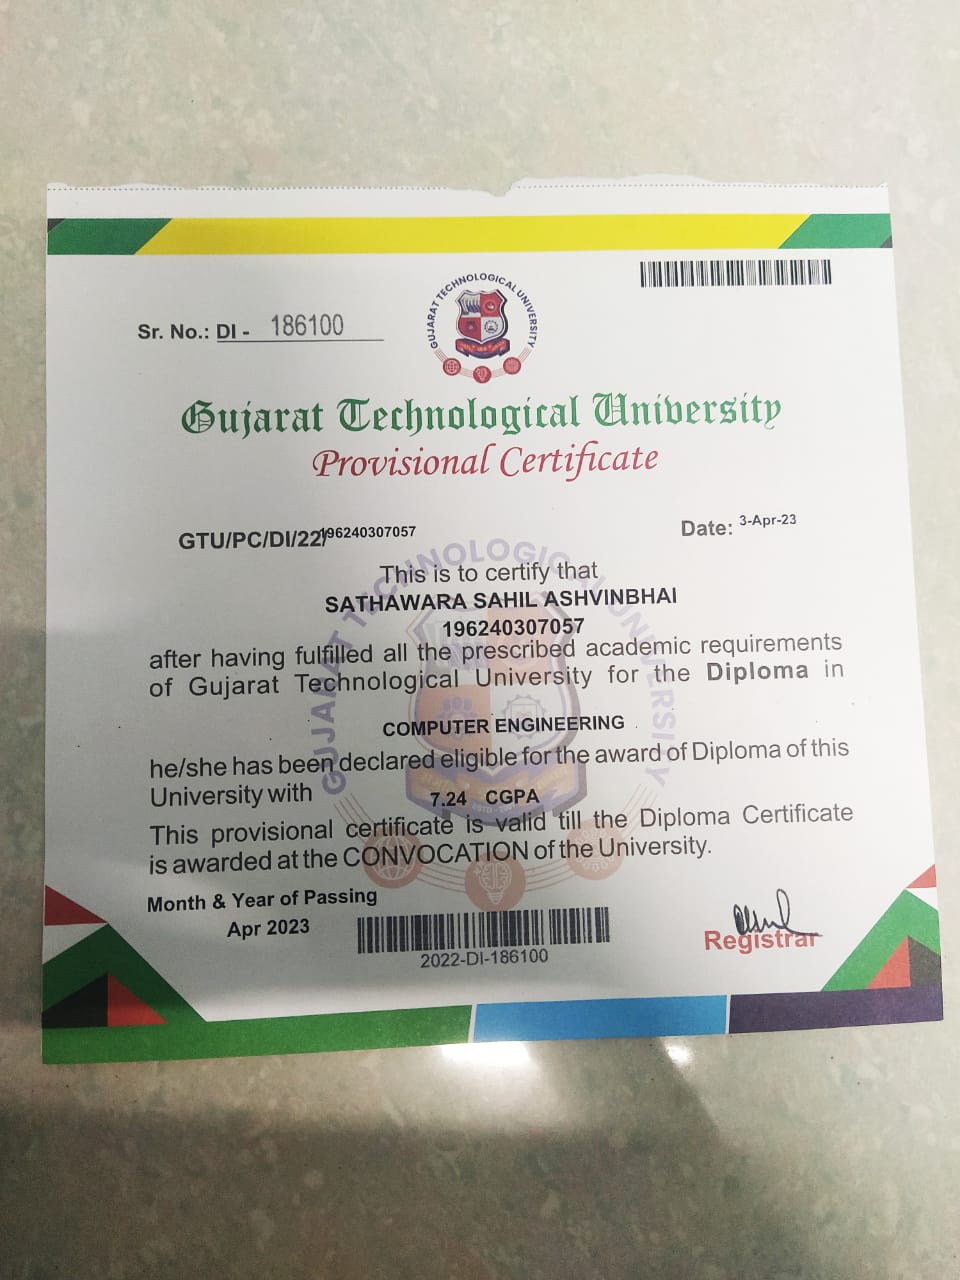 GUJARAT TECHNOLOGICAL UNIVERSITY
Sr. No.: DI - 186100
Gujarat Technological University
Provisional Certificate
GTU/PC/DI/22/196240307057
Date: 3-Apr-23
This is to certify that
SATHAWARA SAHIL ASHVINBHAI
196240307057
after having fulfilled all the prescribed academic requirements
of Gujarat Technological University for the Diploma in
COMPUTER ENGINEERING
he/she has been declared eligible for the award of Diploma of this
University with 7.24 CGPA
This provisional certificate is valid till the Diploma Certificate
is awarded at the CONVOCATION of the University.
Month & Year of Passing
Apr 2023
2022-DI-186100
Registrar
GUJARAT TECHNOLOGICAL UNIVERSITY